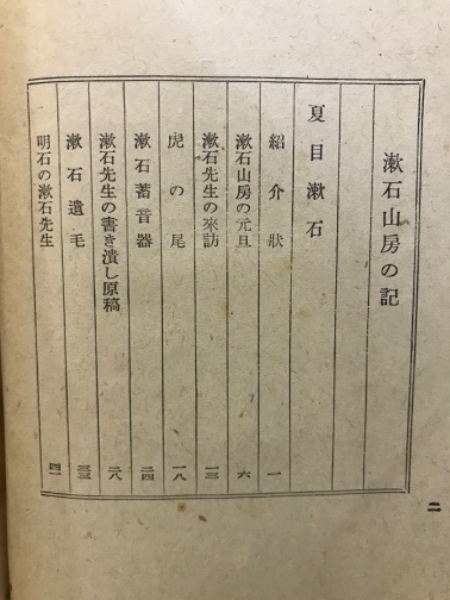 漱石山房の記
夏目漱石
紹介狀 一
漱石山房の元旦 六
漱石先生の來訪 一三
虎の尾 一八
漱石蓄音器 二四
漱石先生の書き潰し原稿 二八
漱石遺毛 三三
明石の漱石先生 四一
二